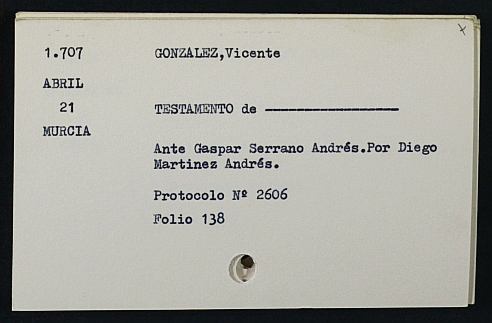 x
1.707 GONZALEZ,Vicente
ABRIL
21 TESTAMENTO de --------------------
MURCIA
Ante Gaspar Serrano Andrés.Por Diego
Martinez Andrés.
Protocolo Nº 2606
Folio 138